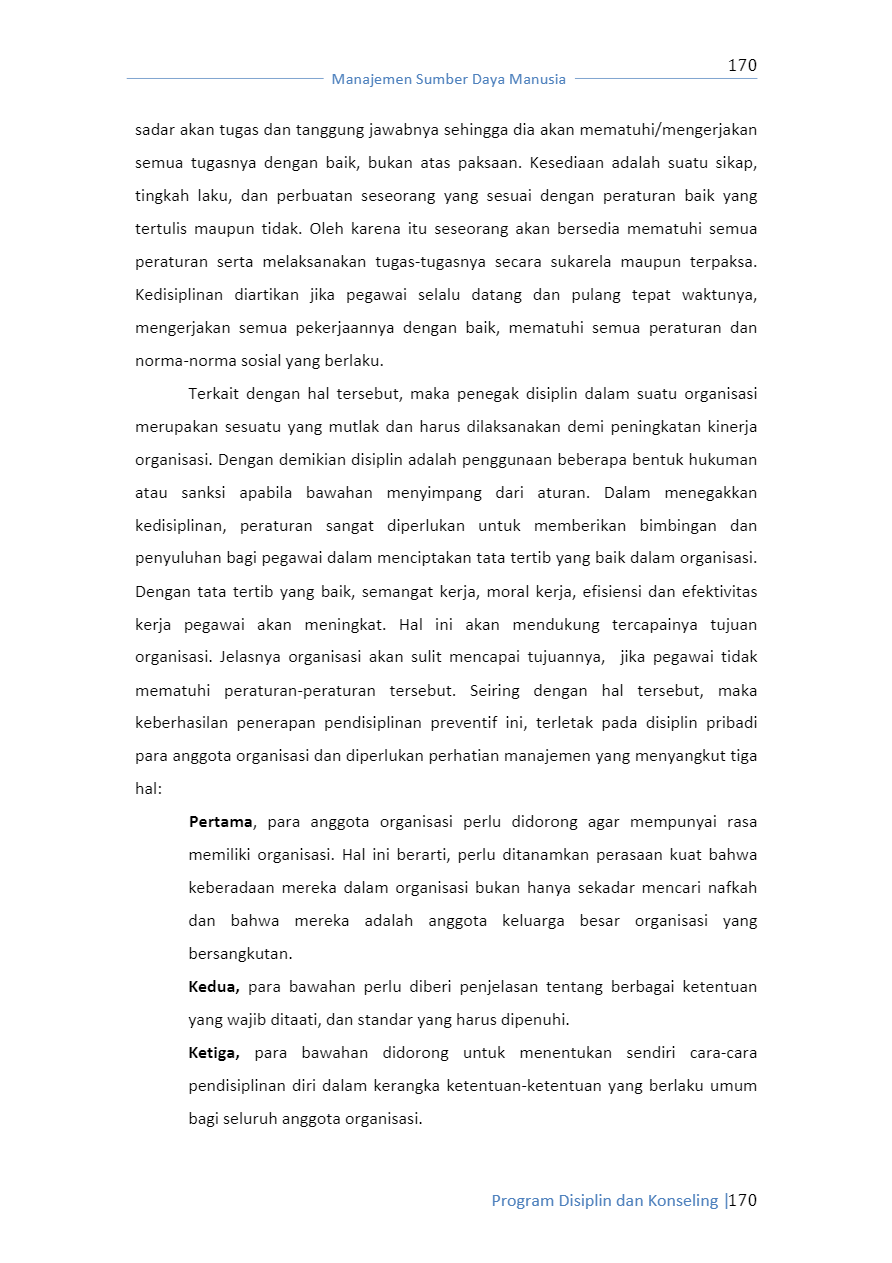 170
Manajemen Sumber Daya Manusia
sadar akan tugas dan tanggung jawabnya sehingga dia akan mematuhi/mengerjakan
semua tugasnya dengan baik, bukan atas paksaan. Kesediaan adalah suatu sikap,
tingkah laku, dan perbuatan seseorang yang sesuai dengan peraturan baik yang
tertulis maupun tidak. Oleh karena itu seseorang akan bersedia mematuhi semua
peraturan serta melaksanakan tugas-tugasnya secara sukarela maupun terpaksa.
Kedisiplinan diartikan jika pegawai selalu datang dan pulang tepat waktunya,
mengerjakan semua pekerjaannya dengan baik, mematuhi semua peraturan dan
norma-norma sosial yang berlaku.
Terkait dengan hal tersebut, maka penegak disiplin dalam suatu organisasi
merupakan sesuatu yang mutlak dan harus dilaksanakan demi peningkatan kinerja
organisasi. Dengan demikian disiplin adalah penggunaan beberapa bentuk hukuman
atau sanksi apabila bawahan menyimpang dari aturan. Dalam menegakkan
kedisiplinan, peraturan sangat diperlukan untuk memberikan bimbingan dan
penyuluhan bagi pegawai dalam menciptakan tata tertib yang baik dalam organisasi.
Dengan tata tertib yang baik, semangat kerja, moral kerja, efisiensi dan efektivitas
kerja pegawai akan meningkat. Hal ini akan mendukung tercapainya tujuan
organisasi. Jelasnya organisasi akan sulit mencapai tujuannya, jika pegawai tidak
mematuhi peraturan-peraturan tersebut. Seiring dengan hal tersebut, maka
keberhasilan penerapan pendisiplinan preventif ini, terletak pada disiplin pribadi
para anggota organisasi dan diperlukan perhatian manajemen yang menyangkut tiga
hal:
Pertama, para anggota organisasi perlu didorong agar mempunyai rasa
memiliki organisasi. Hal ini berarti, perlu ditanamkan perasaan kuat bahwa
keberadaan mereka dalam organisasi bukan hanya sekadar mencari nafkah
dan bahwa mereka adalah anggota keluarga besar organisasi yang
bersangkutan.
Kedua, para bawahan perlu diberi penjelasan tentang berbagai ketentuan
yang wajib ditaati, dan standar yang harus dipenuhi.
Ketiga, para bawahan didorong untuk menentukan sendiri cara-cara
pendisiplinan diri dalam kerangka ketentuan-ketentuan yang berlaku umum
bagi seluruh anggota organisasi.
Program Disiplin dan Konseling |170